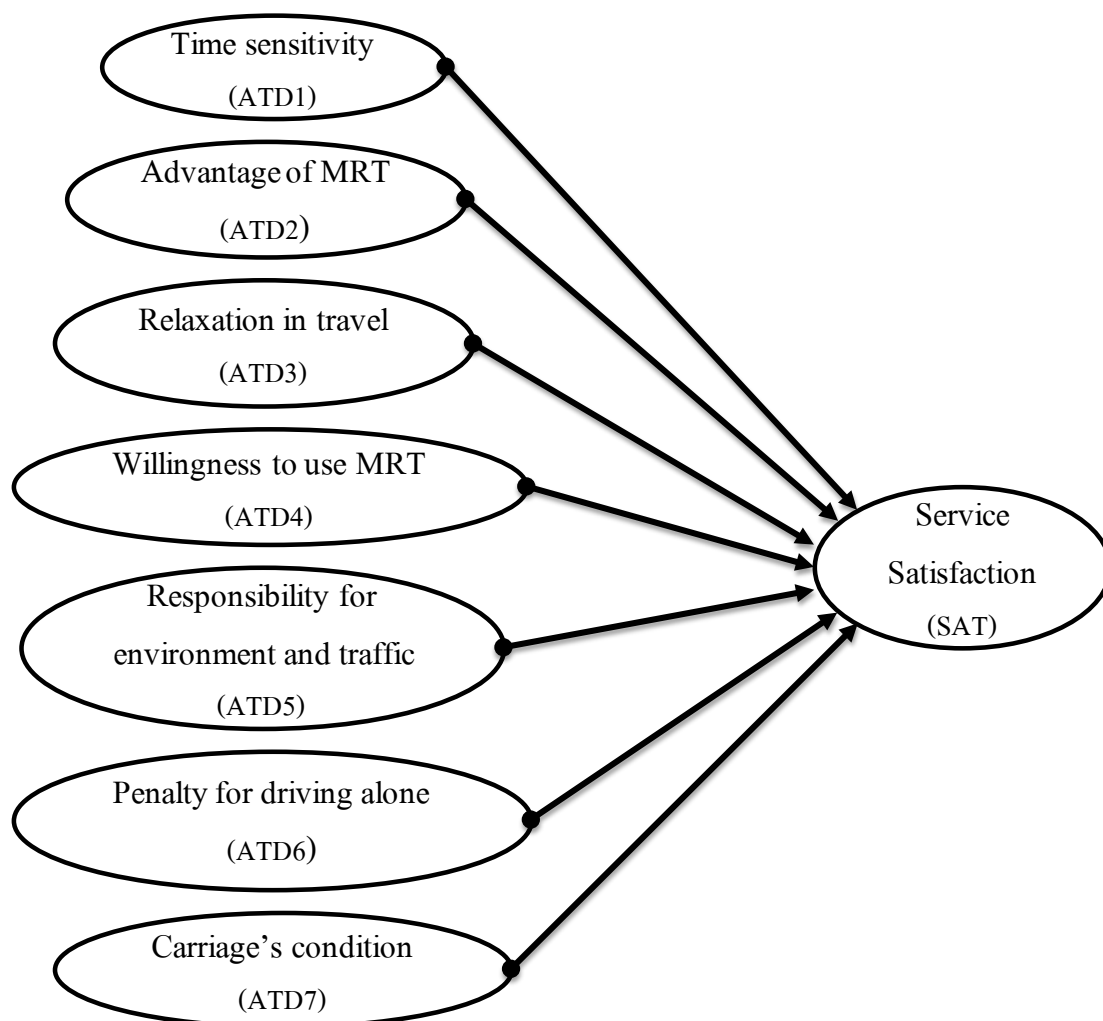 Time sensitivity
(ATD1)
Advantage of MRT
(ATD2)
Relaxation in travel
(ATD3)
Willingness to use MRT
(ATD4)
Responsibility for
environment and traffic
(ATD5)
Penalty for driving alone
(ATD6)
Carriage’s condition
(ATD7)
Service
Satisfaction
(SAT)